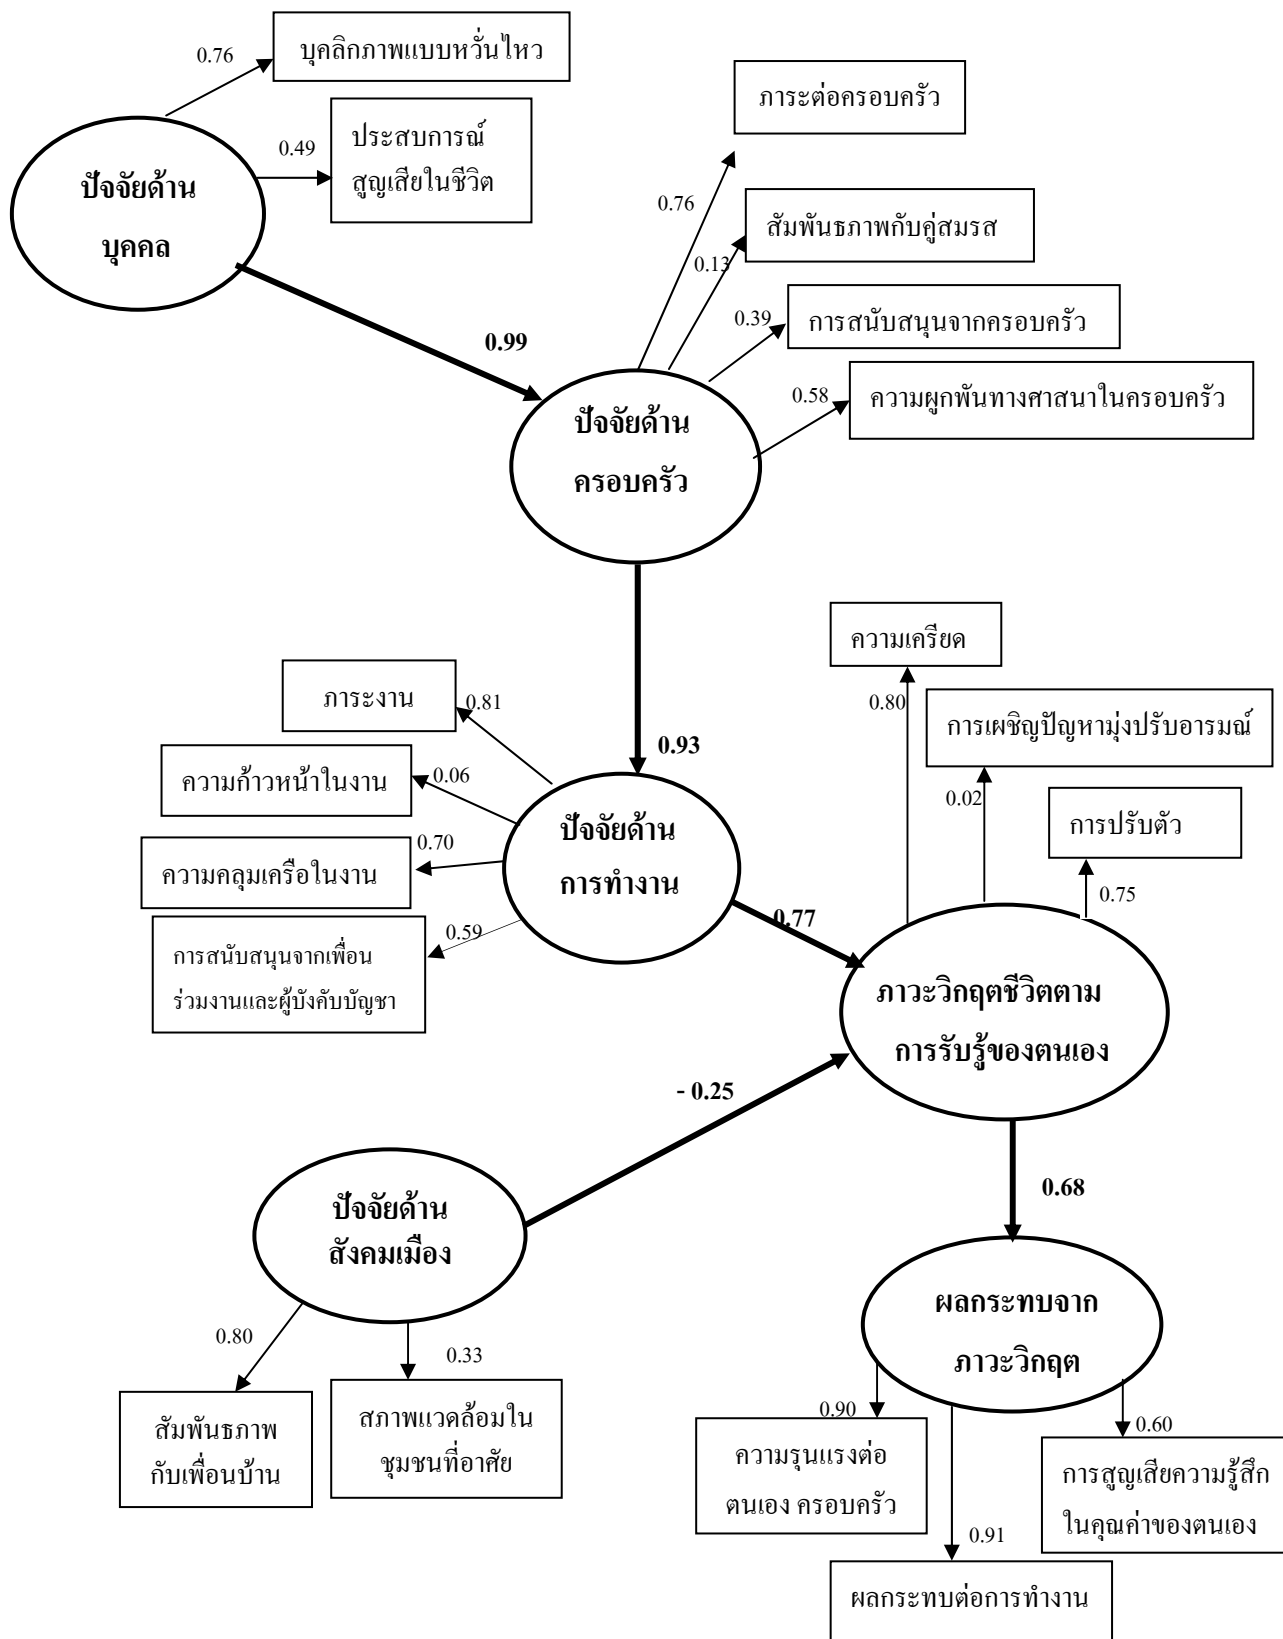 0.76
บุคลิกภาพแบบหวั่นไหว
0.49
ประสบการณ์
สูญเสียในชีวิต
ปัจจัยด้าน
บุคคล
0.99
ภาระต่อครอบครัว
0.76
สัมพันธภาพกับคู่สมรส
0.13
การสนับสนุนจากครอบครัว
0.39
ความผูกพันทางศาสนาในครอบครัว
0.58
ปัจจัยด้าน
ครอบครัว
0.93
ภาระงาน
0.81
ความก้าวหน้าในงาน
0.06
ความคลุมเครือในงาน
0.70
การสนับสนุนจากเพื่อน
ร่วมงานและผู้บังคับบัญชา
0.59
ปัจจัยด้าน
การทำงาน
0.77
ความเครียด
0.80
การเผชิญปัญหามุ่งปรับอารมณ์
0.02
การปรับตัว
0.75
ภาวะวิกฤตชีวิตตาม
การรับรู้ของตนเอง
- 0.25
ปัจจัยด้าน
สังคมเมือง
0.80
สัมพันธภาพ
กับเพื่อนบ้าน
0.33
สภาพแวดล้อมใน
ชุมชนที่อาศัย
0.68
ผลกระทบจาก
ภาวะวิกฤต
0.90
ความรุนแรงต่อ
ตนเอง ครอบครัว
0.91
ผลกระทบต่อการทำงาน
0.60
การสูญเสียความรู้สึก
ในคุณค่าของตนเอง